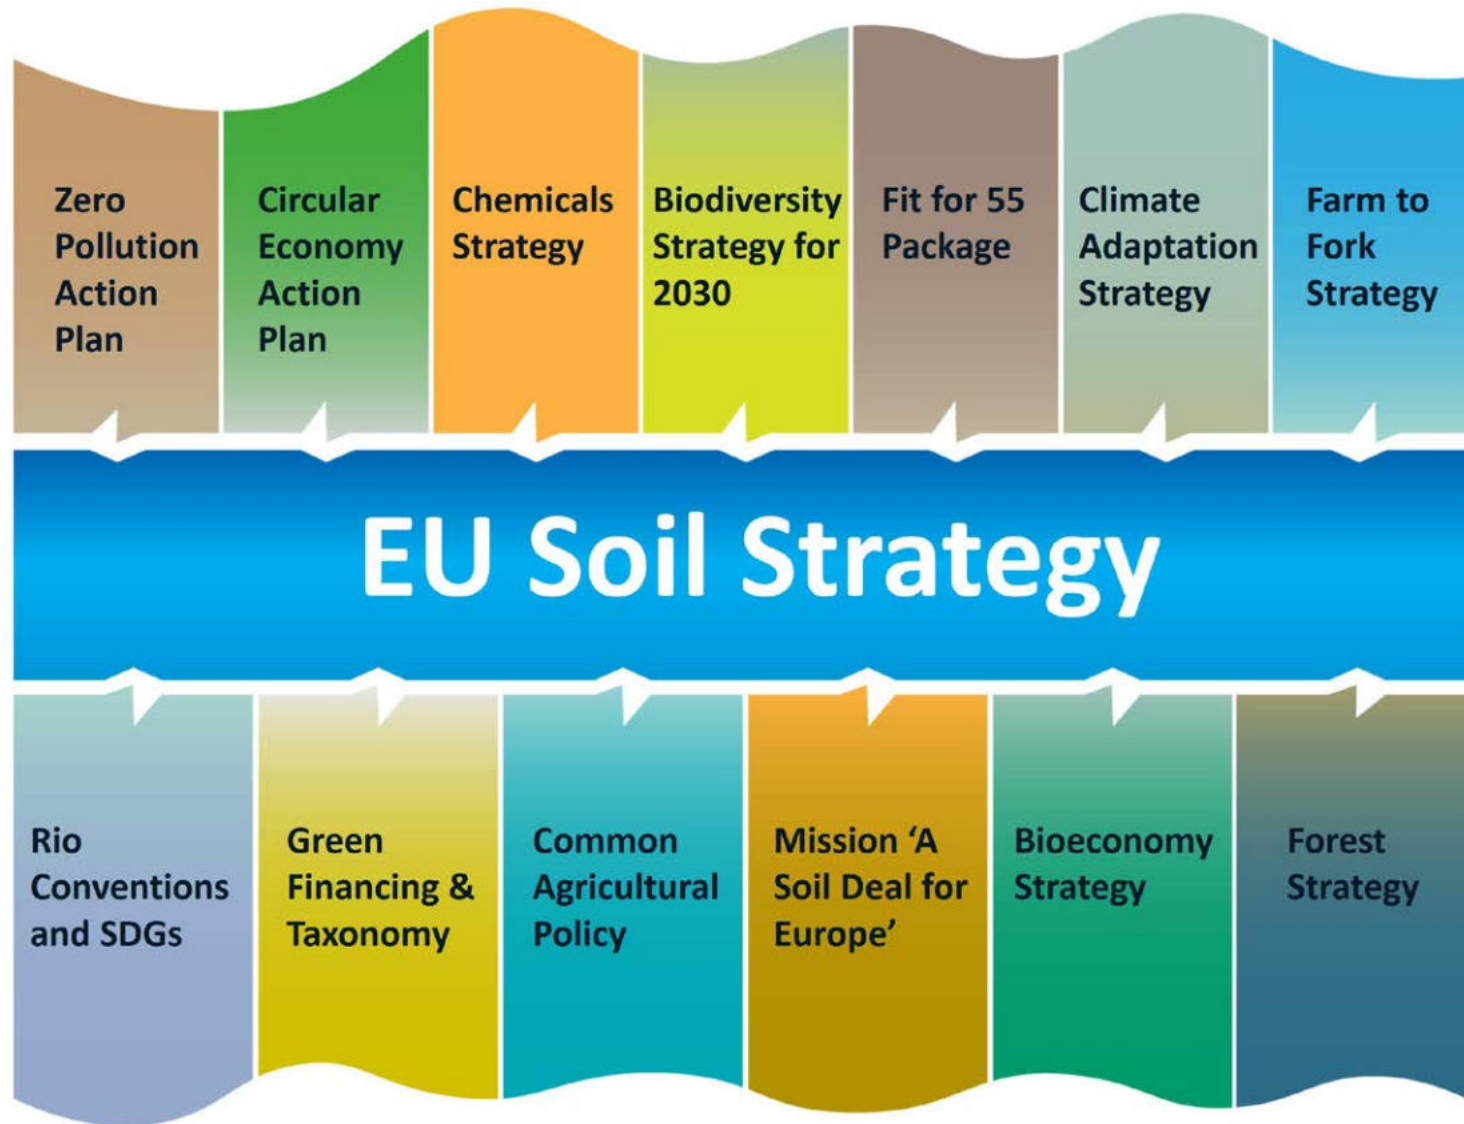 Zero
Pollution
Action
Plan
Circular
Economy
Action
Plan
Chemicals
Strategy
Biodiversity
Strategy for
2030
Fit for 55
Package
Climate
Adaptation
Strategy
Farm to
Fork
Strategy
EU Soil Strategy
Rio
Conventions
and SDGs
Green
Financing &
Taxonomy
Common
Agricultural
Policy
Mission ‘A
Soil Deal for
Europe’
Bioeconomy
Strategy
Forest
Strategy